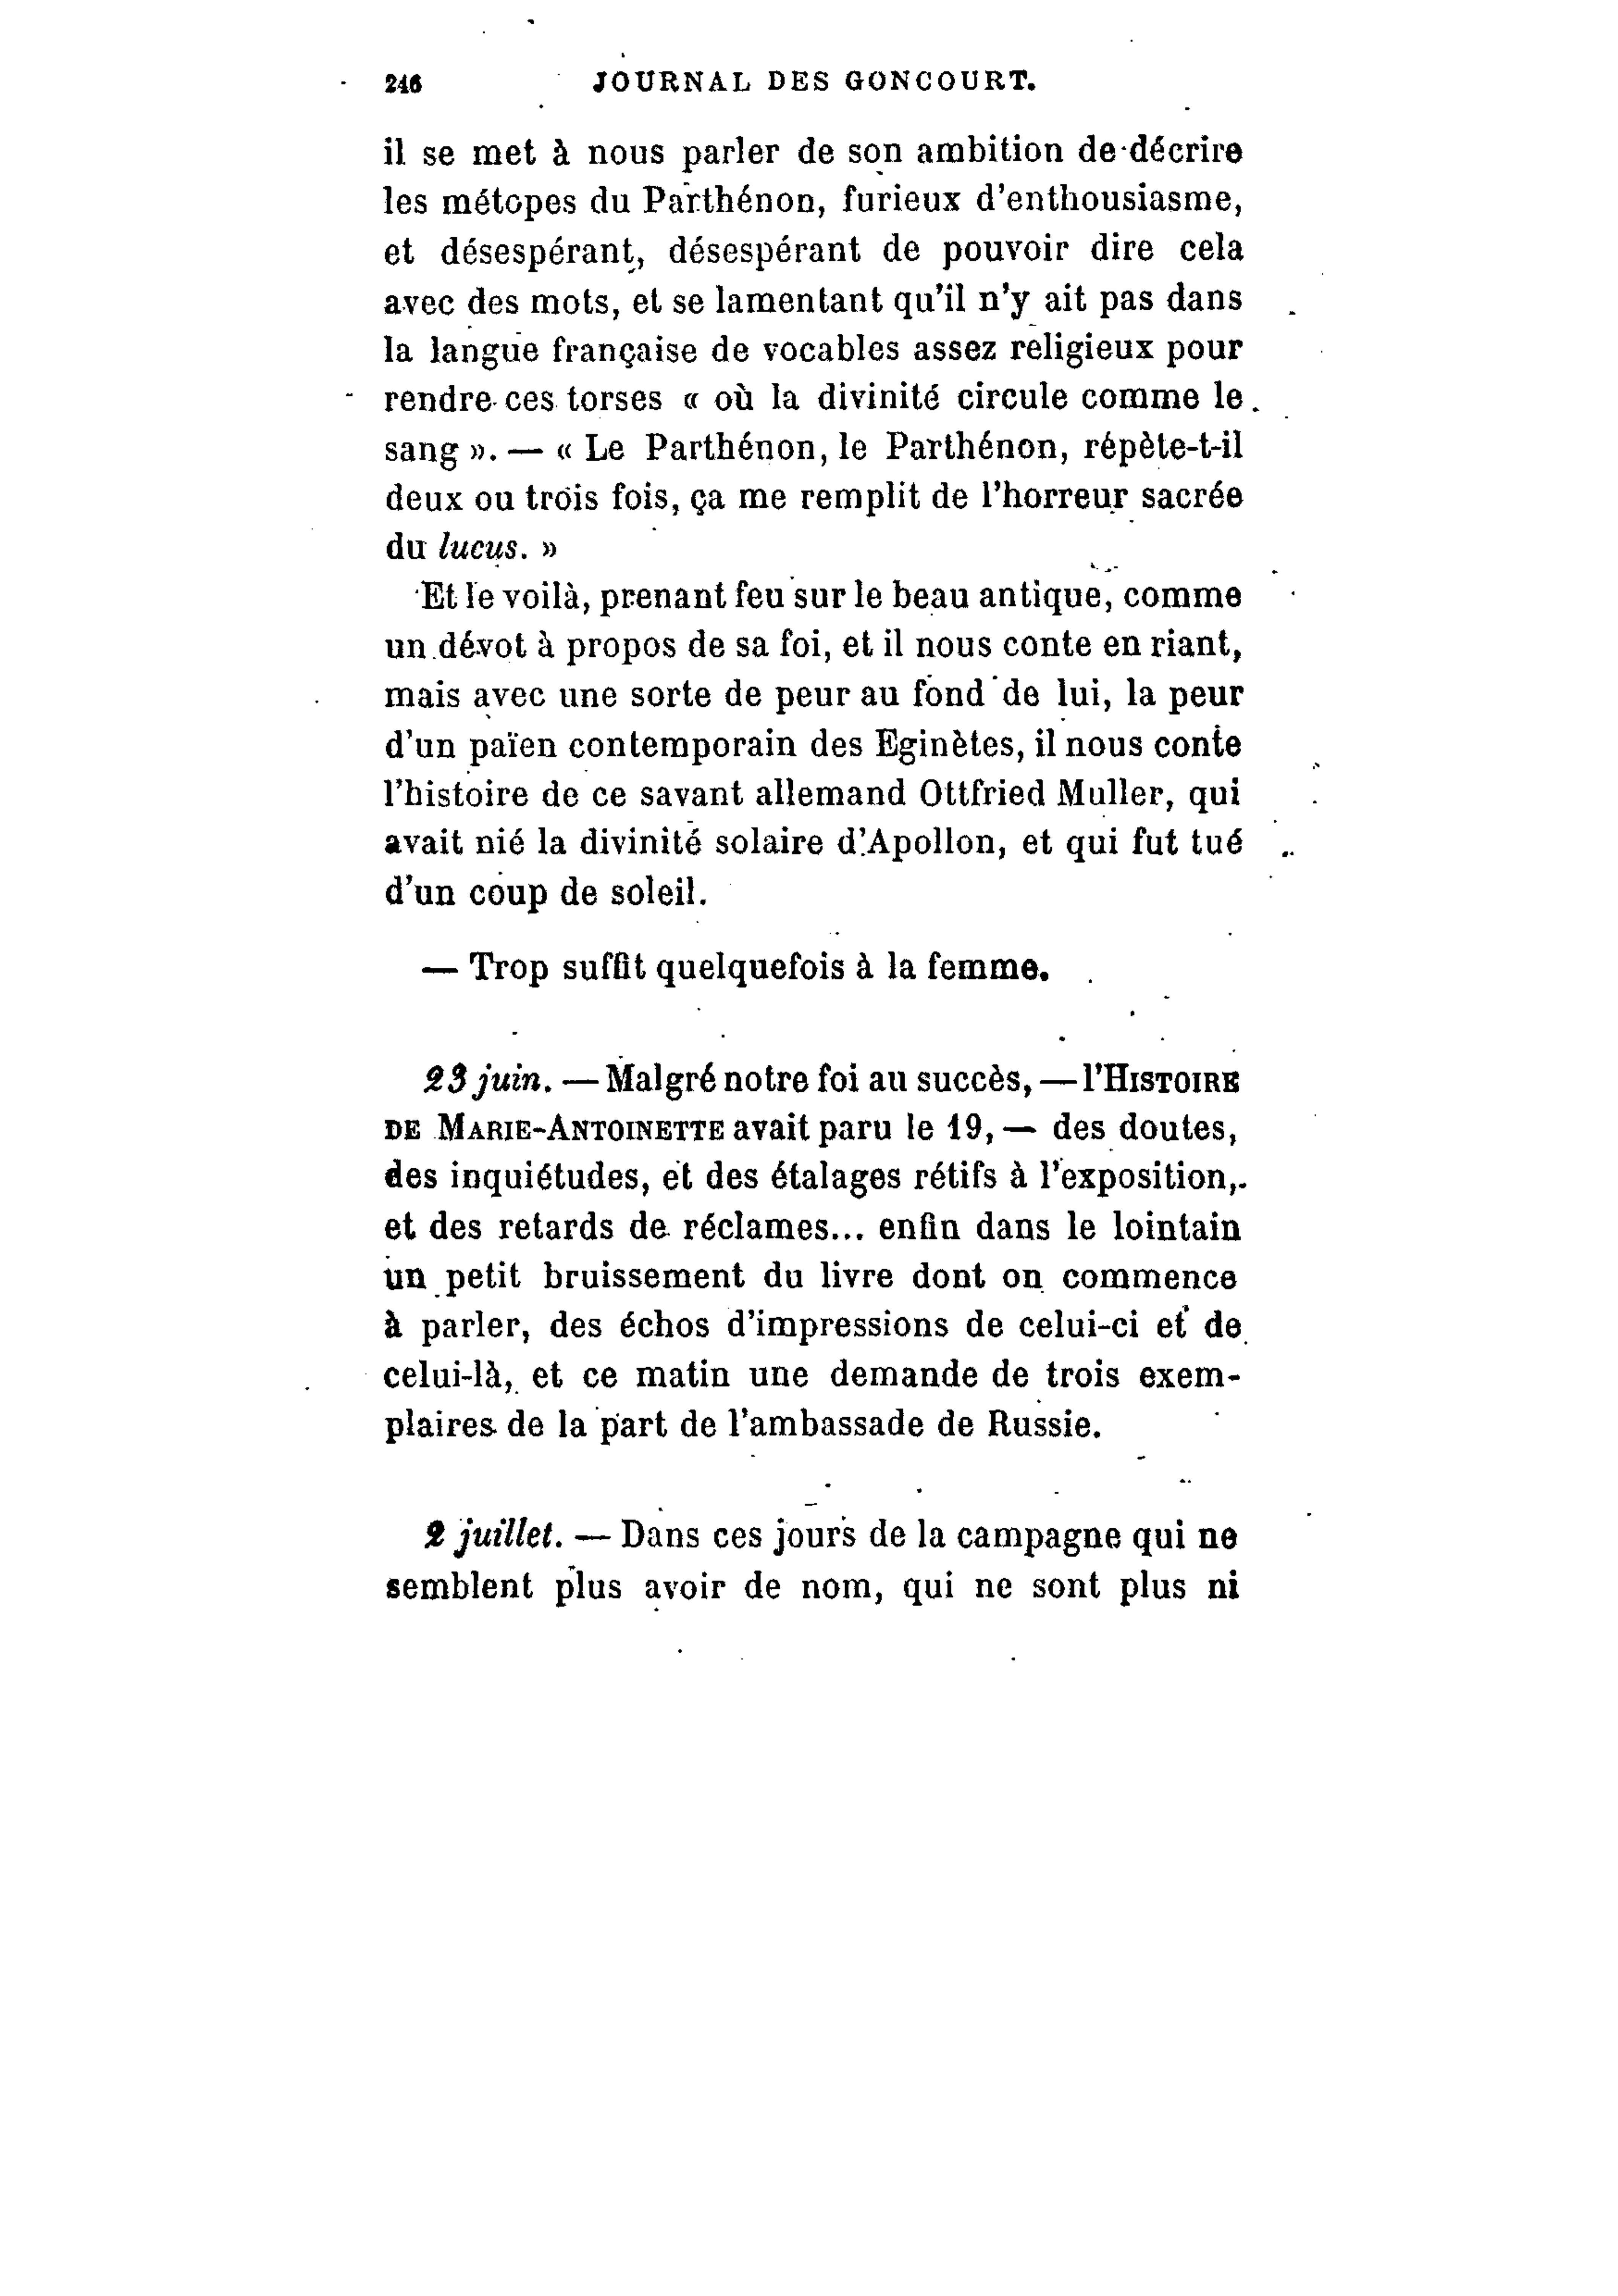 246 JOURNAL DES GONCOURT.
il se met à nous parler de son ambition de décrire
les métopes du Parthénon, furieux d'enthousiasme,
et désespérant, désespérant de pouvoir dire cela
avec des mots, et se lamentant qu'il n'y ait pas dans
la langue française de vocables assez religieux pour
rendre ces torses « où la divinité circule comme le
sang ». — « Le Parthénon, le Parthénon, répète-t-il
deux ou trois fois, ça me remplit de l'horreur sacrée
du lucus. »
Et le voilà, prenant feu sur le beau antique, comme
un dévot à propos de sa foi, et il nous conte en riant,
mais avec une sorte de peur au fond de lui, la peur
d'un païen contemporain des Eginètes, il nous conte
l'histoire de ce savant allemand Ottfried Muller, qui
avait nié la divinité solaire d'Apollon, et qui fut tué
d'un coup de soleil.
— Trop suffit quelquefois à la femme.
23 juin. — Malgré notre foi au succès, — l'HISTOIRE
DE MARIE-ANTOINETTE avait paru le 19, — des doutes,
des inquiétudes, et des étalages rétifs à l'exposition,
et des retards de réclames... enfin dans le lointain
un petit bruissement du livre dont on commence
à parler, des échos d'impressions de celui-ci et de
celui-là, et ce matin une demande de trois exem-
plaires de la part de l'ambassade de Russie.
2 juillet. — Dans ces jours de la campagne qui ne
semblent plus avoir de nom, qui ne sont plus ni